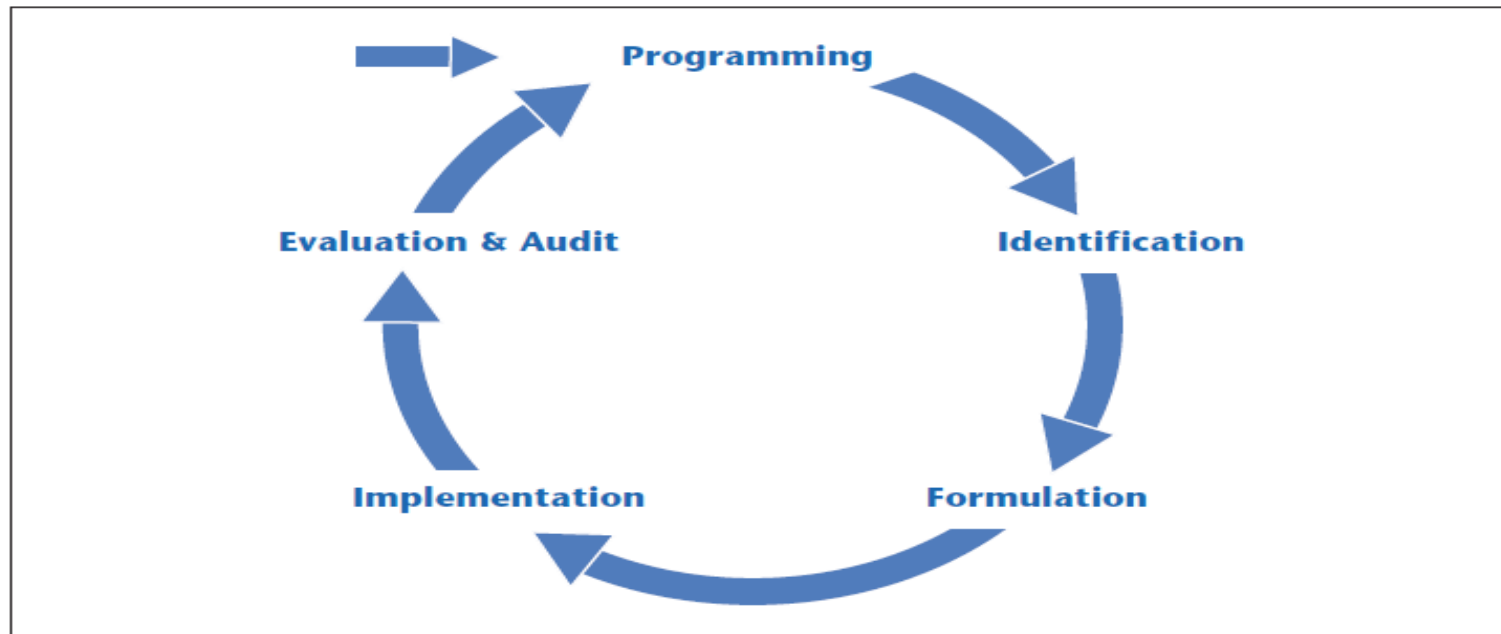 Programming
Evaluation & Audit
Identification
Implementation
Formulation